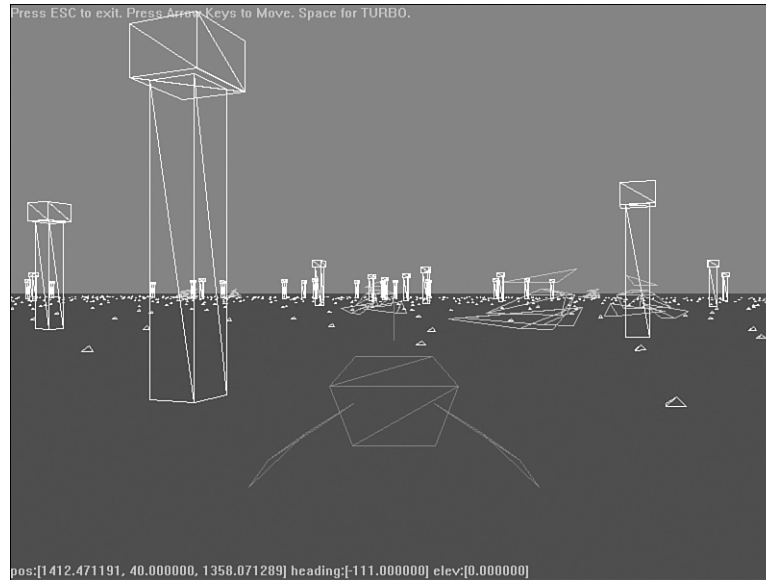 Press ESC to exit. Press Arrow Keys to Move. Space for TURBO.
pos:[1412.471191, 40.000000, 1358.071289] heading:[-111.000000] elev:[0.000000]